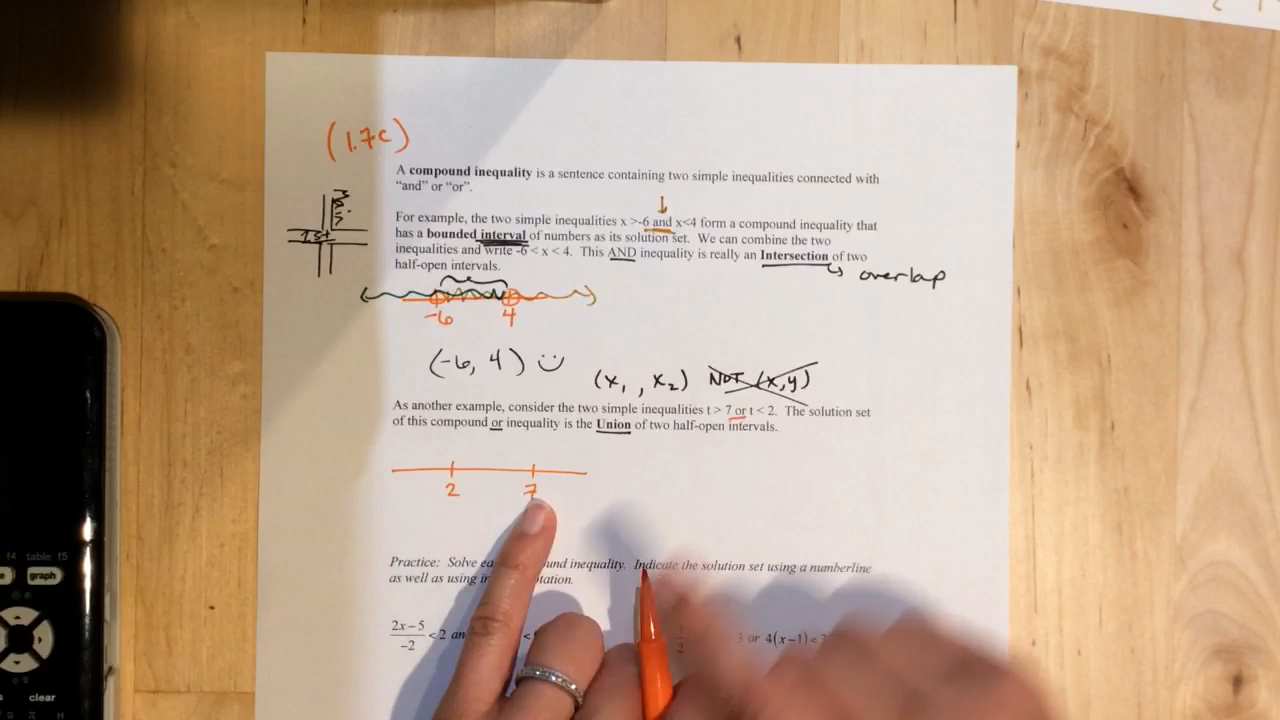 (1.7c)
A compound inequality is a sentence containing two simple inequalities connected with
"and" or "or".
For example, the two simple inequalities x >-6 and x<4 form a compound inequality that
has a bounded interval of numbers as its solution set. We can combine the two
inequalities and write -6 < x < 4. This AND inequality is really an Intersection of two
half-open intervals.
overlap
-6 4
(-6, 4)
(x₁, x₂) NOT (x,y)
As another example, consider the two simple inequalities t > 7 or t < 2. The solution set
of this compound or inequality is the Union of two half-open intervals.
2 7
Practice: Solve inequality. Indicate the solution set using a numberline
as well as using
2x-5
-2
<2
1
2
3 or 4(x-1)<
f4 table f5
graph
clear